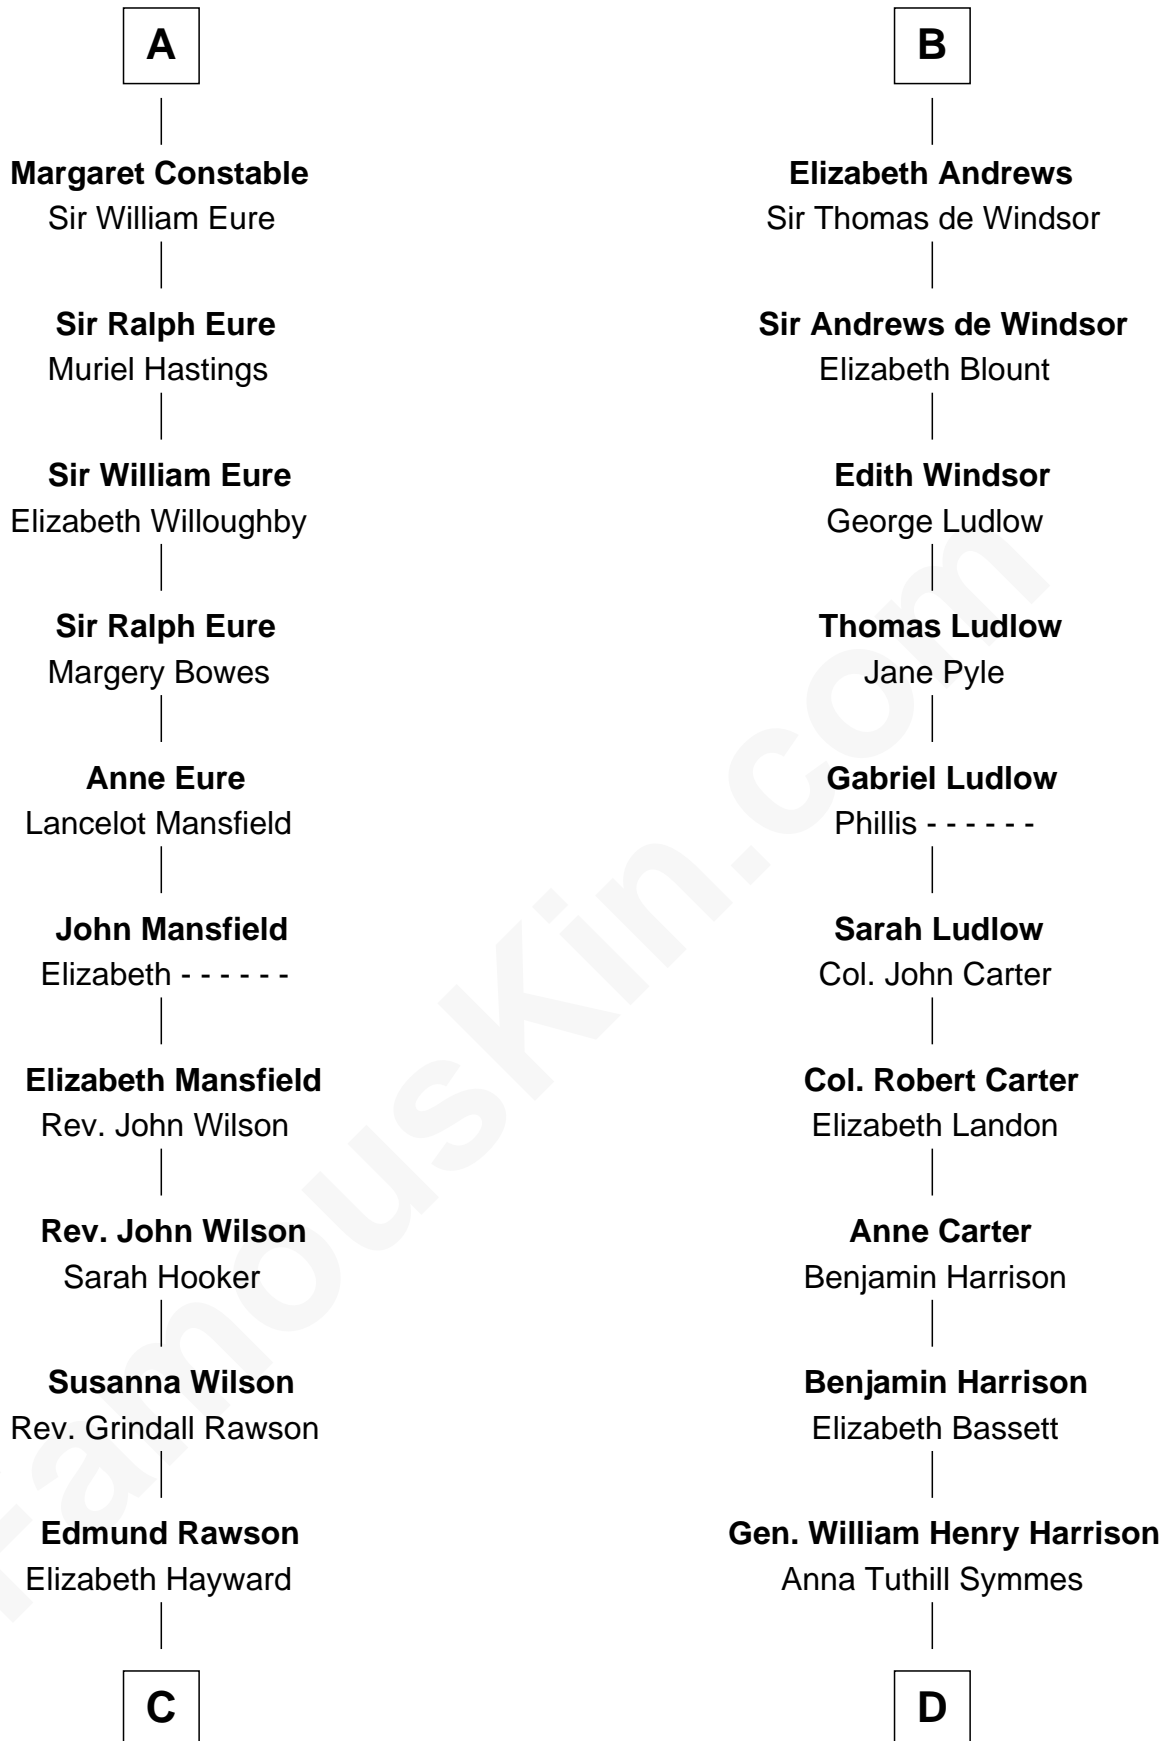 A
Margaret Constable
Sir William Eure
Sir Ralph Eure
Muriel Hastings
Sir William Eure
Elizabeth Willoughby
Sir Ralph Eure
Margery Bowes
Anne Eure
Lancelot Mansfield
John Mansfield
Elizabeth - - - - - -
Elizabeth Mansfield
Rev. John Wilson
Rev. John Wilson
Sarah Hooker
Susanna Wilson
Rev. Grindall Rawson
Edmund Rawson
Elizabeth Hayward
C
B
Elizabeth Andrews
Sir Thomas de Windsor
Sir Andrews de Windsor
Elizabeth Blount
Edith Windsor
George Ludlow
Thomas Ludlow
Jane Pyle
Gabriel Ludlow
Phillis - - - - - -
Sarah Ludlow
Col. John Carter
Col. Robert Carter
Elizabeth Landon
Anne Carter
Benjamin Harrison
Benjamin Harrison
Elizabeth Bassett
Gen. William Henry Harrison
Anna Tuthill Symmes
D
FamousKin.com